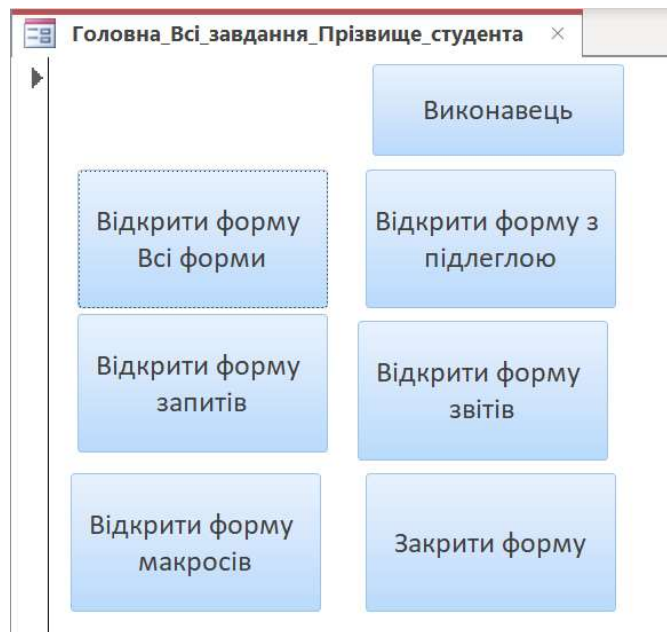 Головна_Всі_завдання_Прізвище_студента
Виконавець
Відкрити форму
Всі форми
Відкрити форму з
підлеглою
Відкрити форму
запитів
Відкрити форму
звітів
Відкрити форму
макросів
Закрити форму